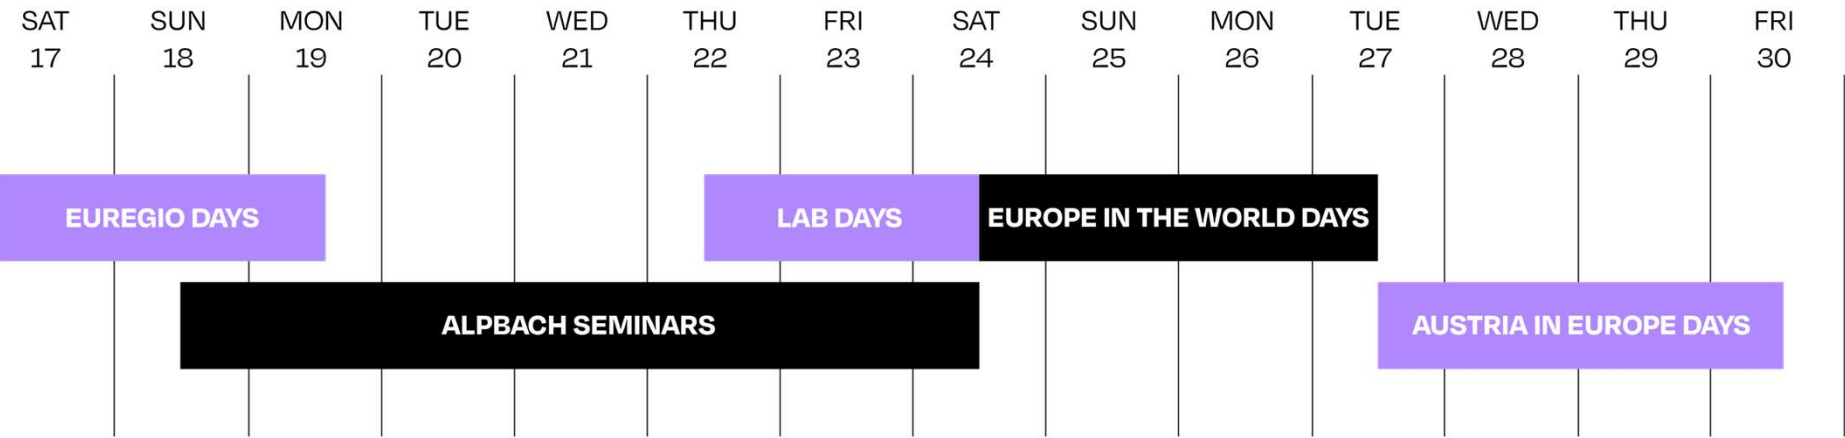 SAT SUN MON TUE WED THU FRI SAT SUN MON TUE WED THU FRI
17 18 19 20 21 22 23 24 25 26 27 28 29 30
EUREGIO DAYS LAB DAYS EUROPE IN THE WORLD DAYS
ALPBACH SEMINARS AUSTRIA IN EUROPE DAYS